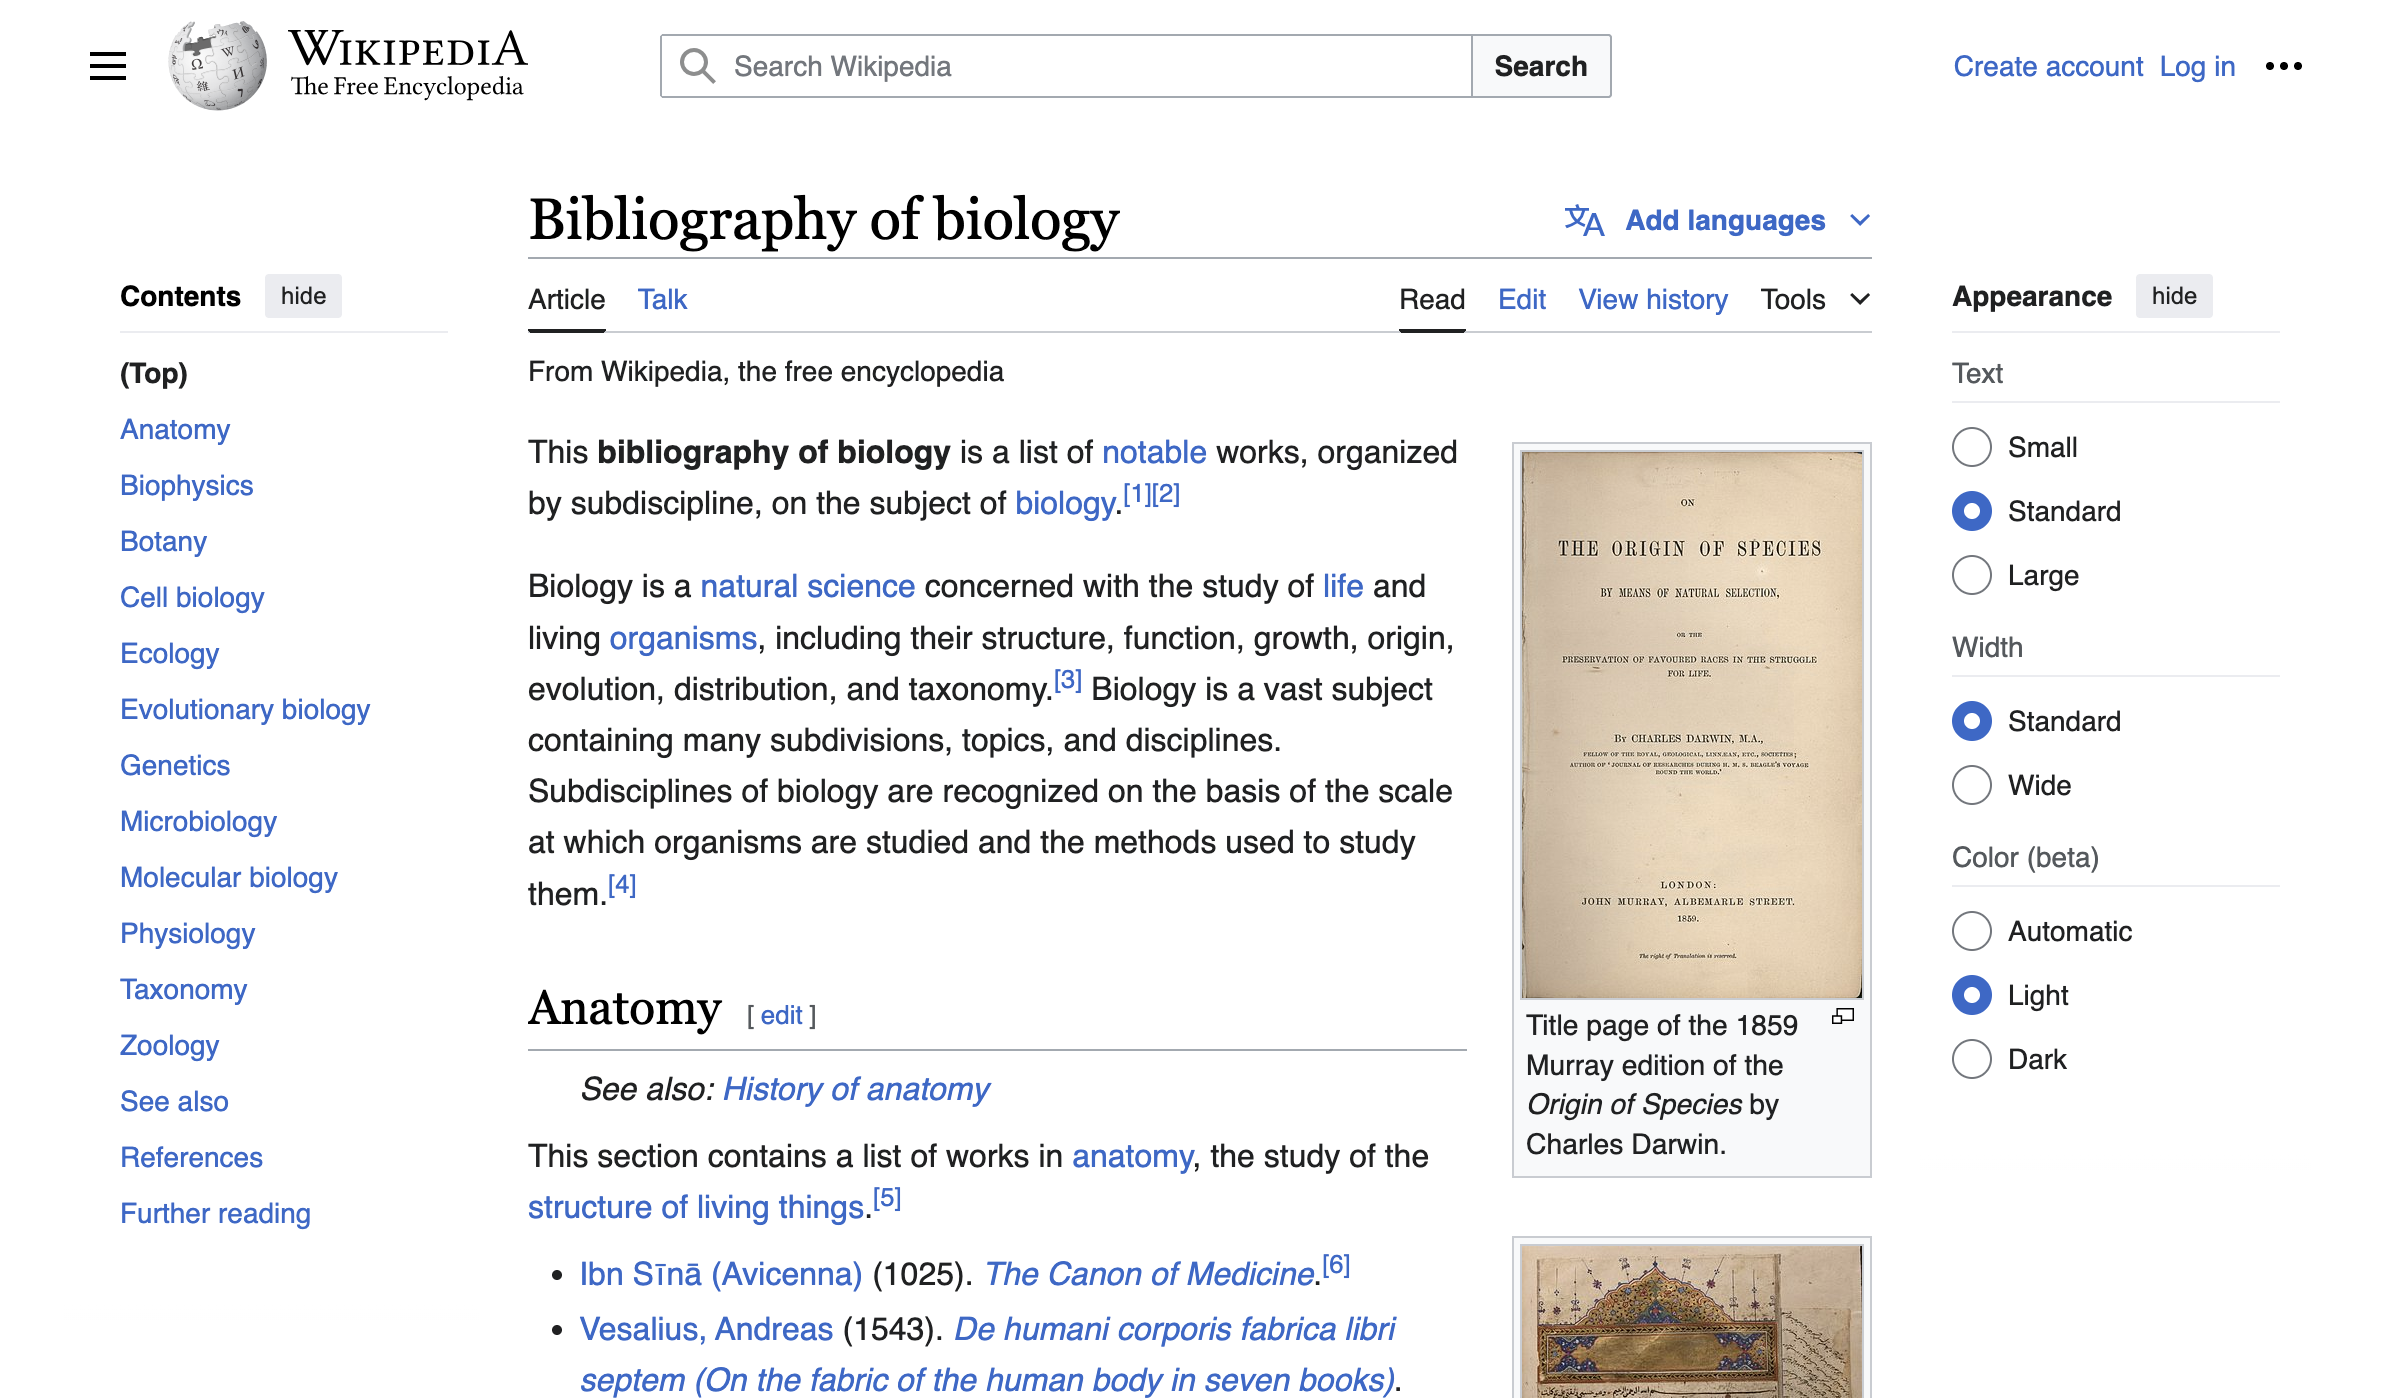 WIKIPEDIA
The Free Encyclopedia
Search Wikipedia
Search
Create account
Log in
Bibliography of biology
Add languages
Contents
hide
Article
Talk
Read
Edit
View history
Tools
Appearance
hide
(Top)
Anatomy
Biophysics
Botany
Cell biology
Ecology
Evolutionary biology
Genetics
Microbiology
Molecular biology
Physiology
Taxonomy
Zoology
See also
References
Further reading
From Wikipedia, the free encyclopedia
This bibliography of biology is a list of notable works, organized
by subdiscipline, on the subject of biology.[1][2]
Biology is a natural science concerned with the study of life and
living organisms, including their structure, function, growth, origin,
evolution, distribution, and taxonomy.[3] Biology is a vast subject
containing many subdivisions, topics, and disciplines.
Subdisciplines of biology are recognized on the basis of the scale
at which organisms are studied and the methods used to study
them.[4]
Anatomy [ edit ]
See also: History of anatomy
This section contains a list of works in anatomy, the study of the
structure of living things.[5]
• Ibn Sīnā (Avicenna) (1025). The Canon of Medicine.[6]
• Vesalius, Andreas (1543). De humani corporis fabrica libri
septem (On the fabric of the human body in seven books).
ON
THE ORIGIN OF SPECIES
BY MEANS OF NATURAL SELECTION,
OR THE
PRESERVATION OF FAVOURED RACES IN THE STRUGGLE
FOR LIFE.
By CHARLES DARWIN, M.A.,
FELLOW OF THE ROYAL, GEOLOGICAL, LINNÆAN, ETC., SOCIETIES;
AUTHOR OF 'JOURNAL OF RESEARCHES DURING H. M. S. BEAGLE'S VOYAGE
ROUND THE WORLD.'
LONDON:
JOHN MURRAY, ALBEMARLE STREET.
1859.
The right of Translation is reserved.
Title page of the 1859
Murray edition of the
Origin of Species by
Charles Darwin.
Text
Small
Standard
Large
Width
Standard
Wide
Color (beta)
Automatic
Light
Dark